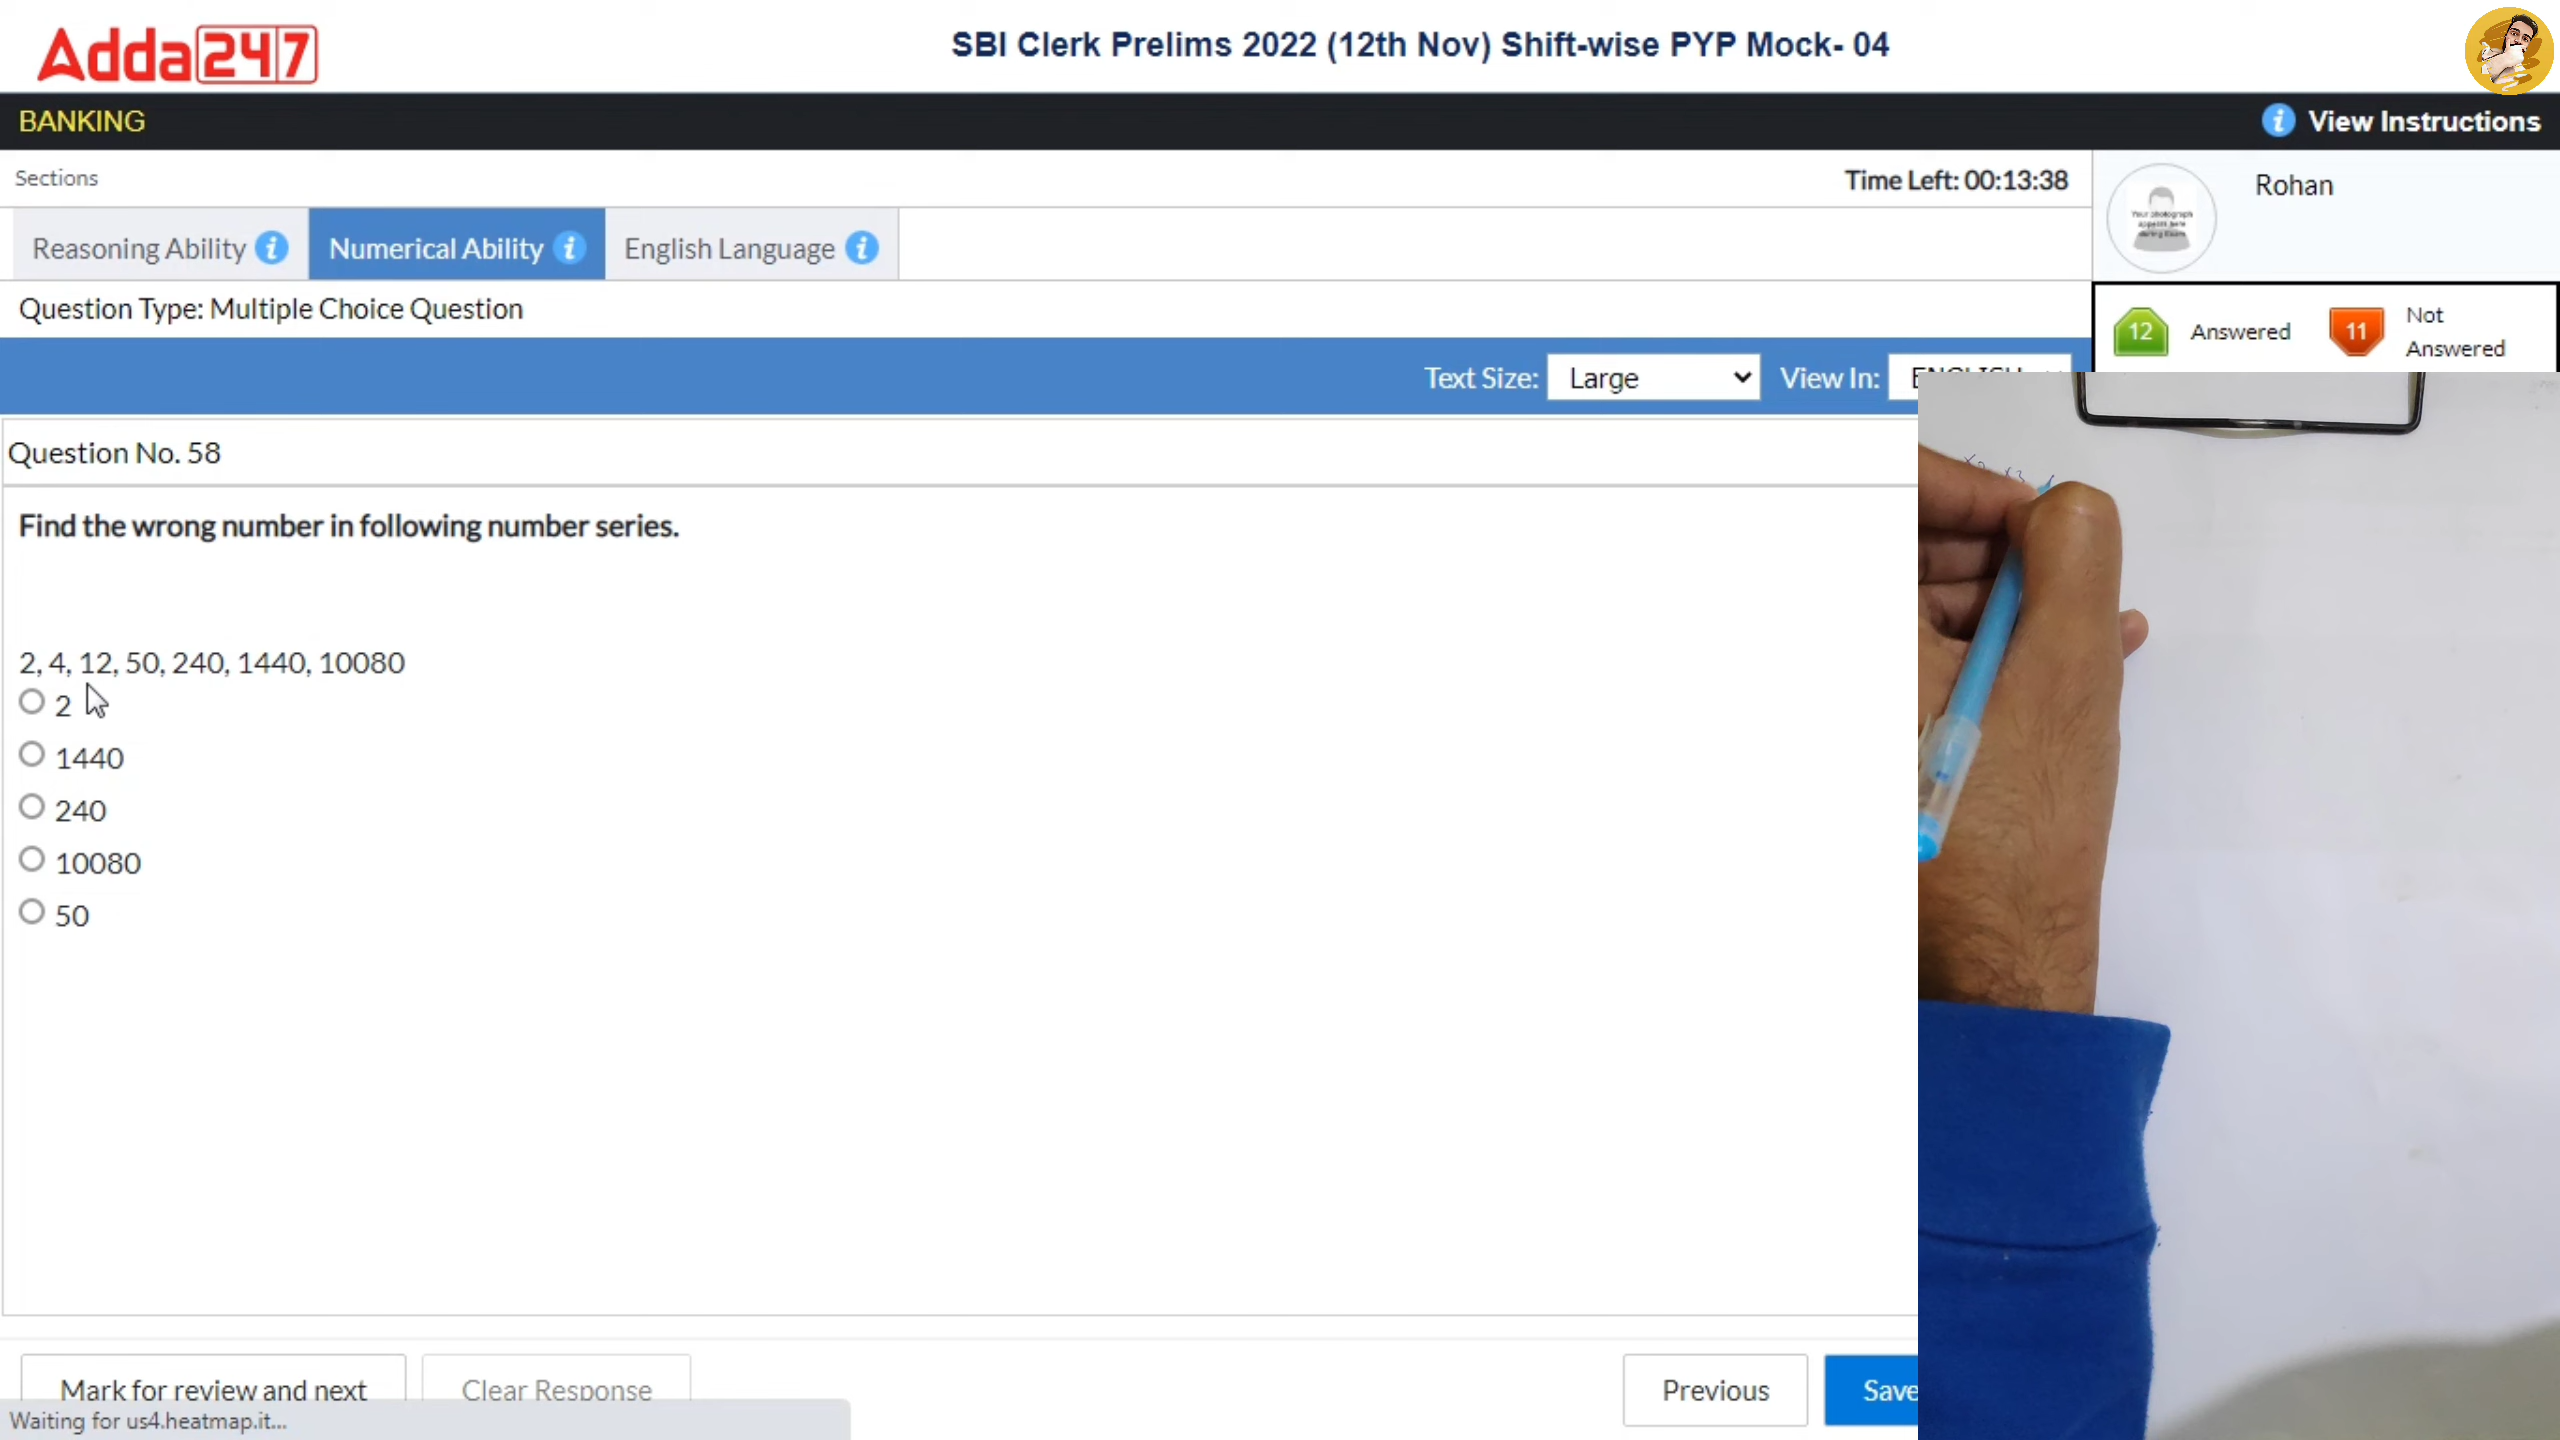 Adda247
SBI Clerk Prelims 2022 (12th Nov) Shift-wise PYP Mock- 04
BANKING
View Instructions
Sections
Time Left: 00:13:38
Rohan
Reasoning Ability
Numerical Ability
English Language
Question Type: Multiple Choice Question
12 Answered
11 Not Answered
Text Size: Large
View In:
Question No. 58
Find the wrong number in following number series.
2, 4, 12, 50, 240, 1440, 10080
2
1440
240
10080
50
Mark for review and next
Clear Response
Previous
Save
Waiting for us4.heatmap.it...